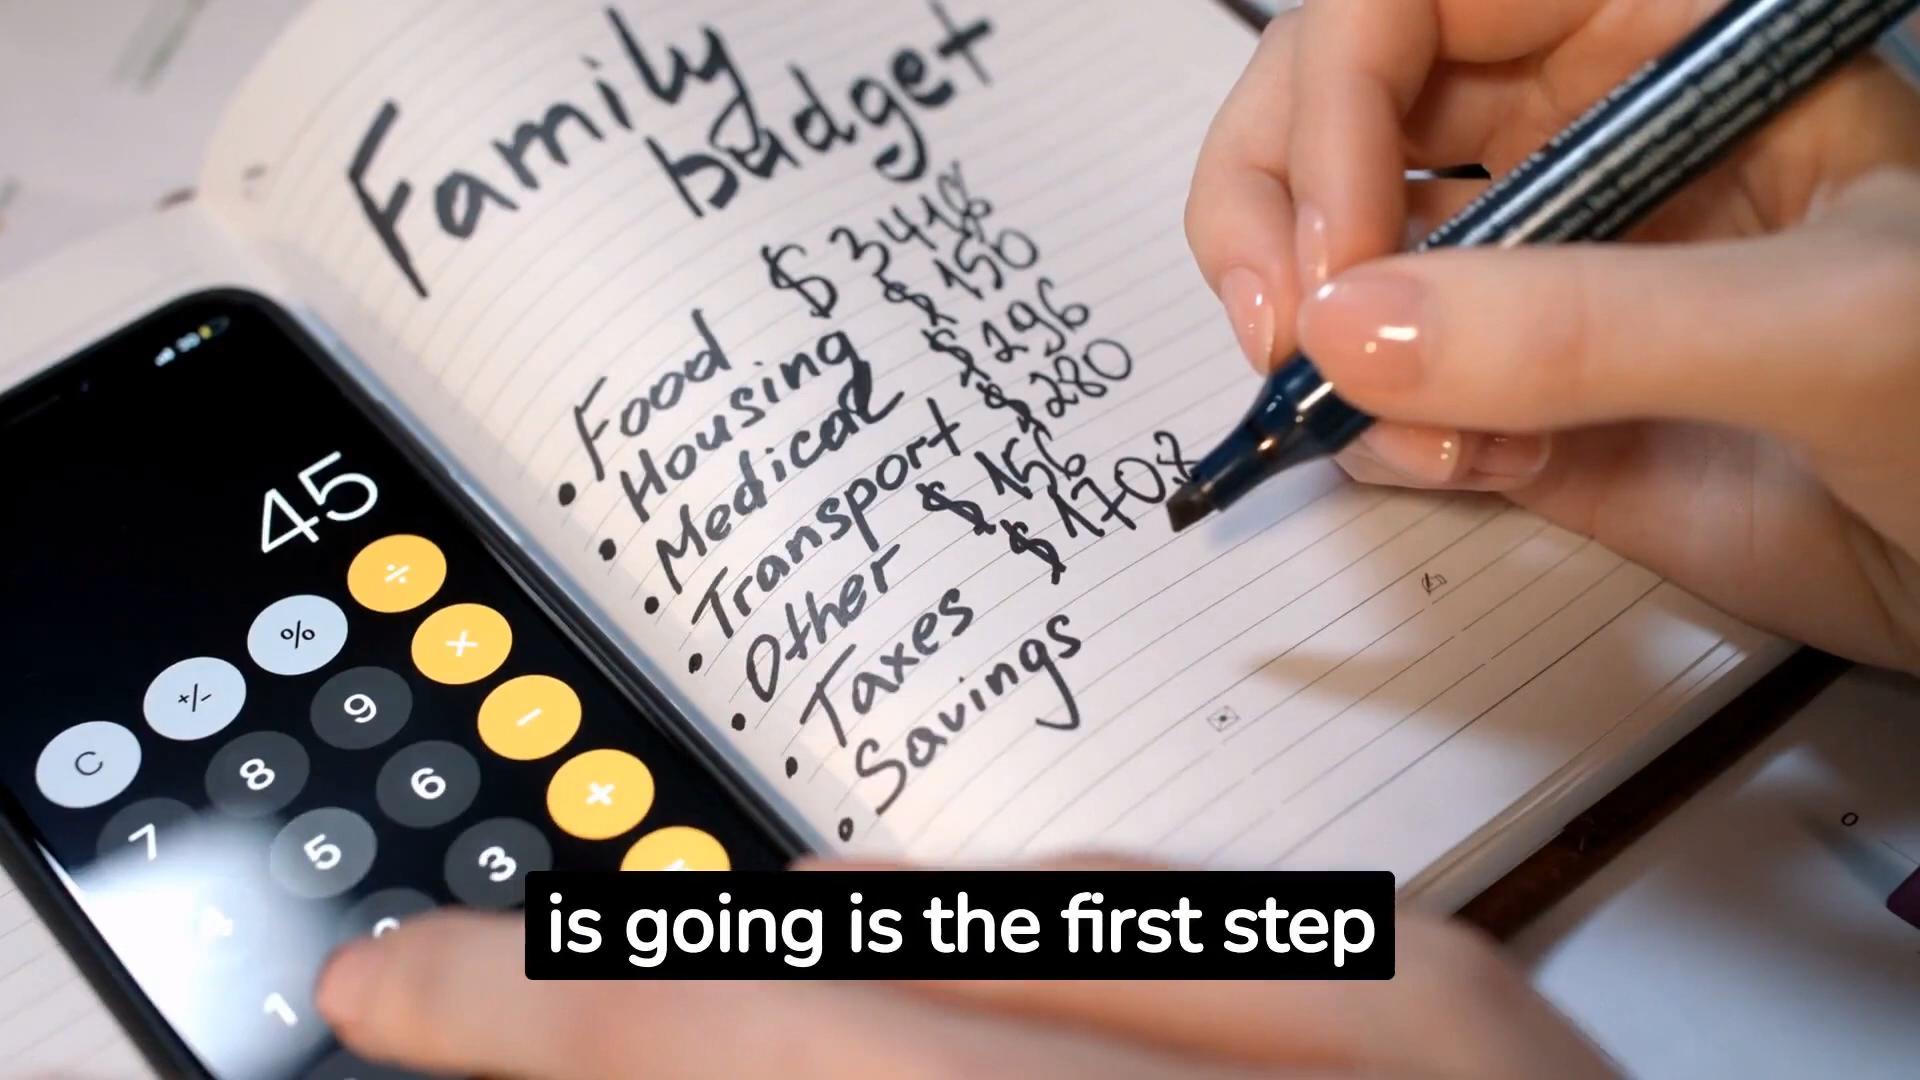 Family
budget
• Food $ 3418
• Housing $ 150
• Medical $ 296
• Transport $ 280
• Other $ 156
• Taxes $ 1708
• Savings
45
C +/- % ÷
7 8 9 ×
5 6 −
1 3
is going is the first step